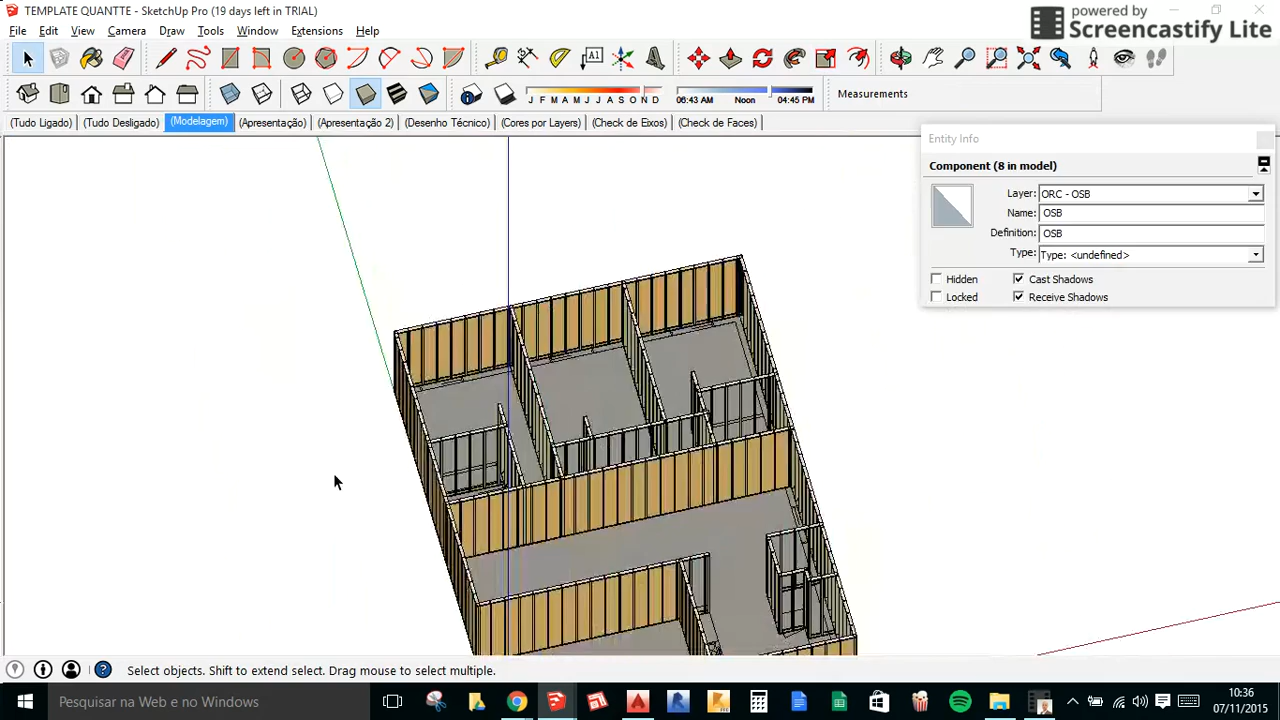 TEMPLATE QUANTTE - SketchUp Pro (19 days left in TRIAL)
powered by
Screencastify Lite
File Edit View Camera Draw Tools Window Extensions Help
A1
J F M A M J J A S O N D 06:43 AM Noon 04:45 PM
Measurements
(Tudo Ligado) (Tudo Desligado) (Modelagem) (Apresentação) (Apresentação 2) (Desenho Técnico) (Cores por Layers) (Check de Eixos) (Check de Faces)
Entity Info
Component (8 in model)
Layer: ORC - OSB
Name: OSB
Definition: OSB
Type: Type: <undefined>
Hidden Cast Shadows
Locked Receive Shadows
Select objects. Shift to extend select. Drag mouse to select multiple.
Pesquisar na Web e no Windows
10:36
07/11/2015